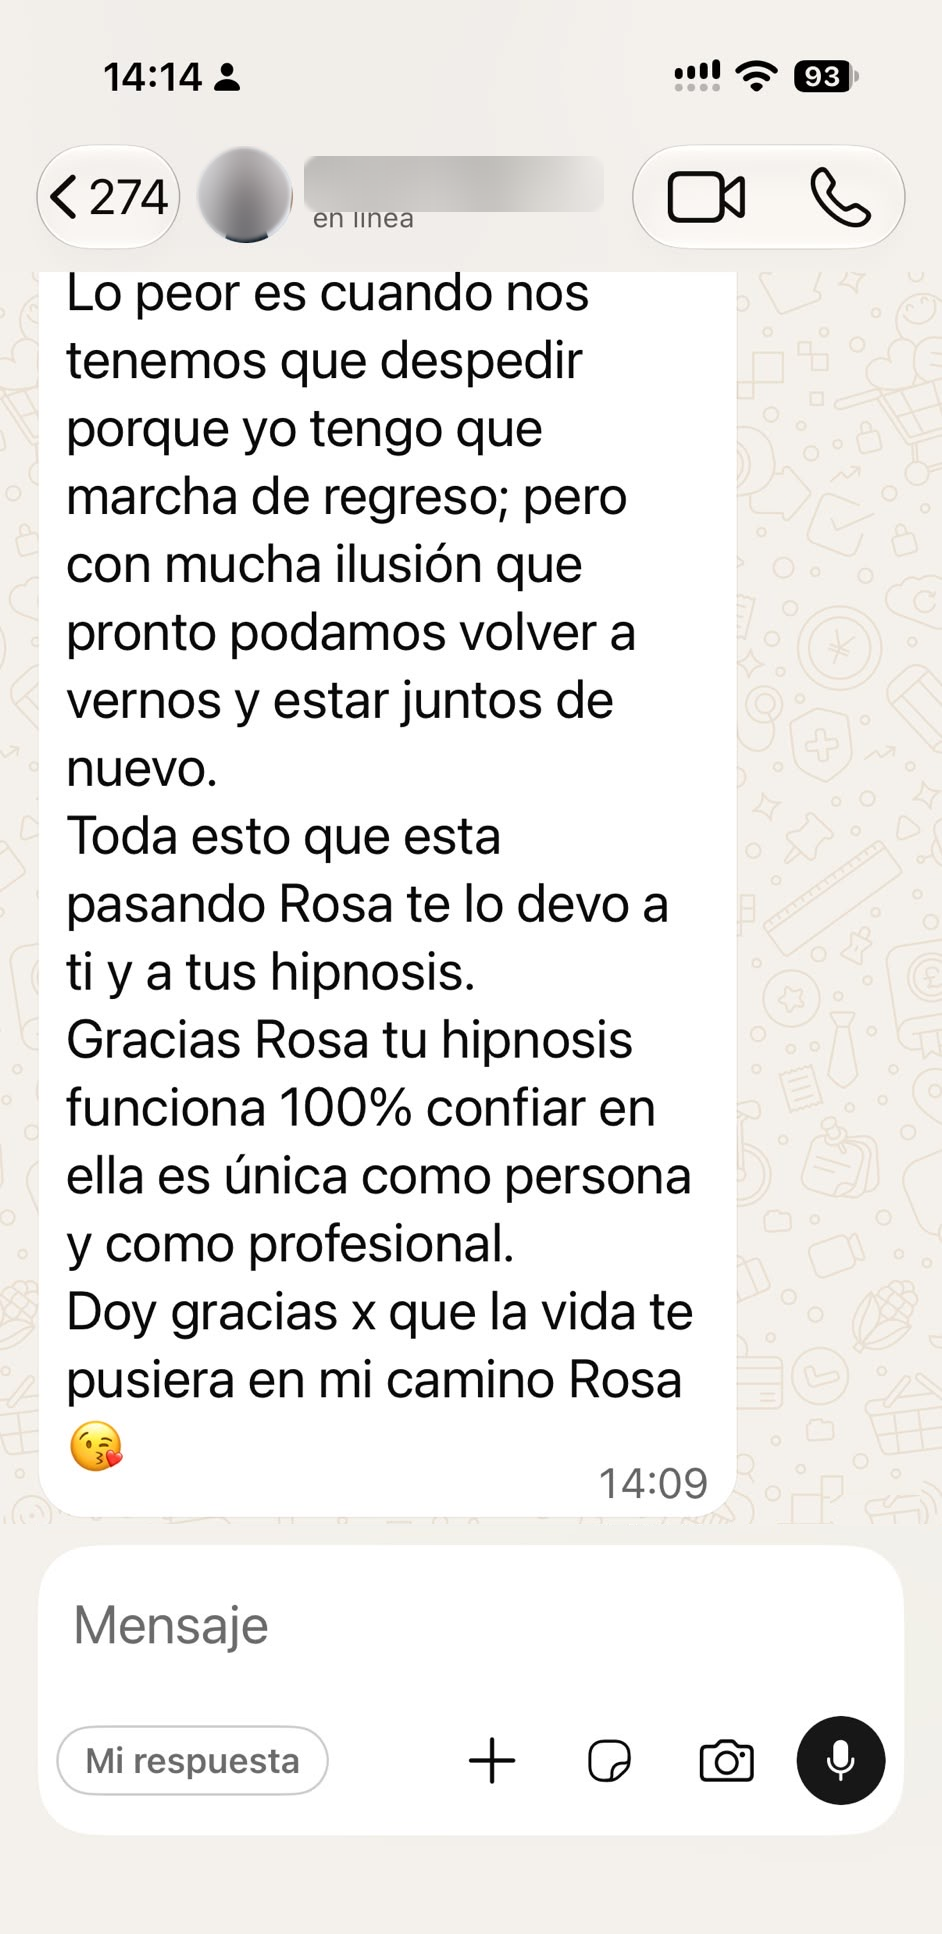 14:14
93
274
en línea
Lo peor es cuando nos
tenemos que despedir
porque yo tengo que
marcha de regreso; pero
con mucha ilusión que
pronto podamos volver a
vernos y estar juntos de
nuevo.
Toda esto que esta
pasando Rosa te lo devo a
ti y a tus hipnosis.
Gracias Rosa tu hipnosis
funciona 100% confiar en
ella es única como persona
y como profesional.
Doy gracias x que la vida te
pusiera en mi camino Rosa
😘
14:09
Mensaje
Mi respuesta